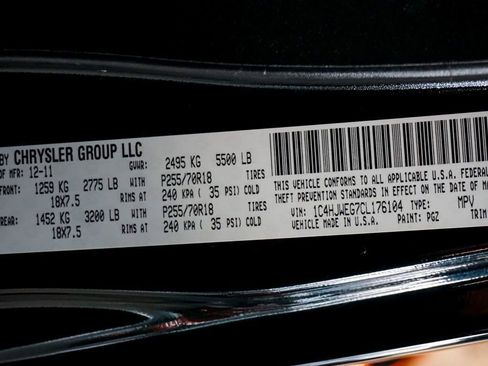 BY CHRYSLER GROUP LLC
OF MFR: 12-11 GVWR: 2495 KG 5500 LB
FRONT: 1259 KG 2775 LB WITH P255/70R18 TIRES
18X7.5 RIMS AT 240 KPA ( 35 PSI) COLD
REAR: 1452 KG 3200 LB WITH P255/70R18 TIRES
18X7.5 RIMS AT 240 KPA ( 35 PSI) COLD
THIS VEHICLE CONFORMS TO ALL APPLICABLE U.S.A. FEDERAL
THEFT PREVENTION STANDARDS IN EFFECT ON THE DATE OF MA
VIN: 1C4HJWEG7CL176104 TYPE: MPV
VEHICLE MADE IN U.S.A. PAINT: PGZ TRIM